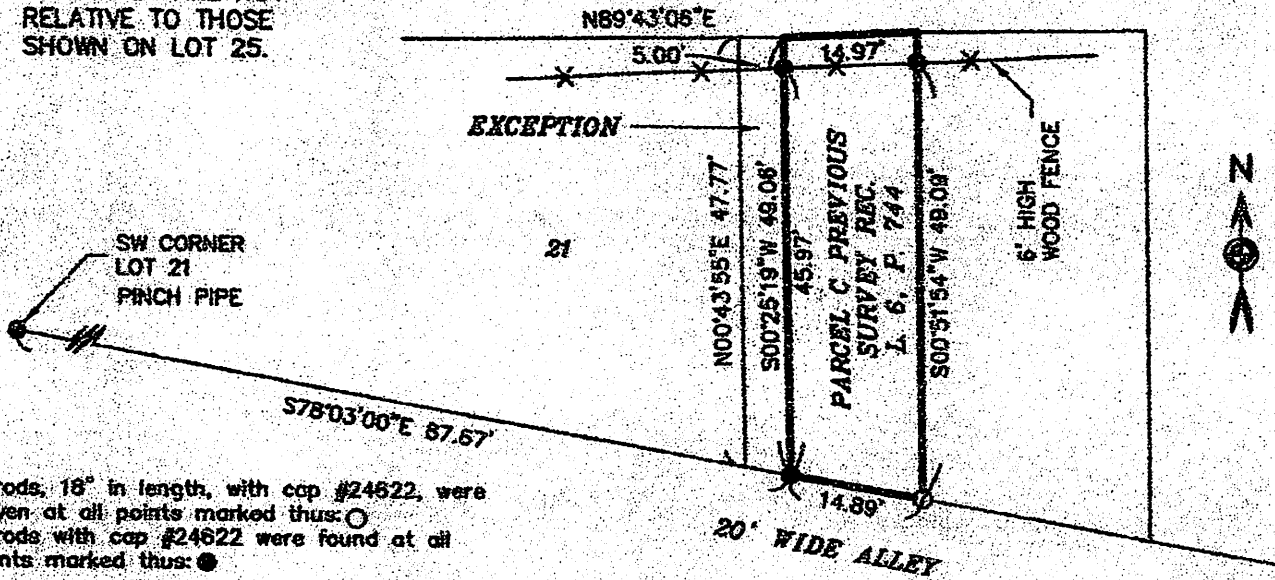 RELATIVE TO THOSE
SHOWN ON LOT 25.
N89°43'06"E
5.00'
14.97'
EXCEPTION
N00°43'55"E 47.77'
S00°25'19"W 49.06'
45.97'
PARCEL C PREVIOUS
SURVEY REC.
L 6, P. 744
S00°51'54"W 49.09'
6' HIGH
WOOD FENCE
N
SW CORNER
LOT 21
PINCH PIPE
21
S78°03'00"E 87.67'
14.89'
20' WIDE ALLEY
rods, 18" in length, with cap #24622, were
ven at all points marked thus:
rods with cap #24622 were found at all
nts marked thus: